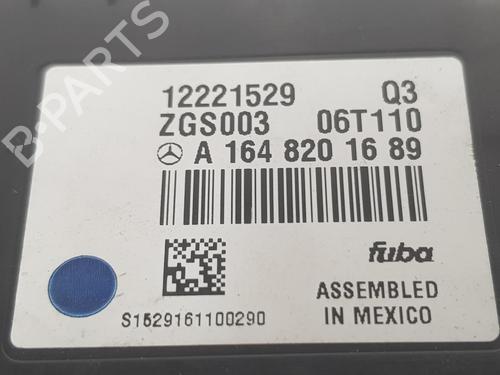 12221529 Q3
ZGS003 06T110
A 164 820 16 89
fuba
ASSEMBLED
IN MEXICO
S1529161100290
B-PARTS